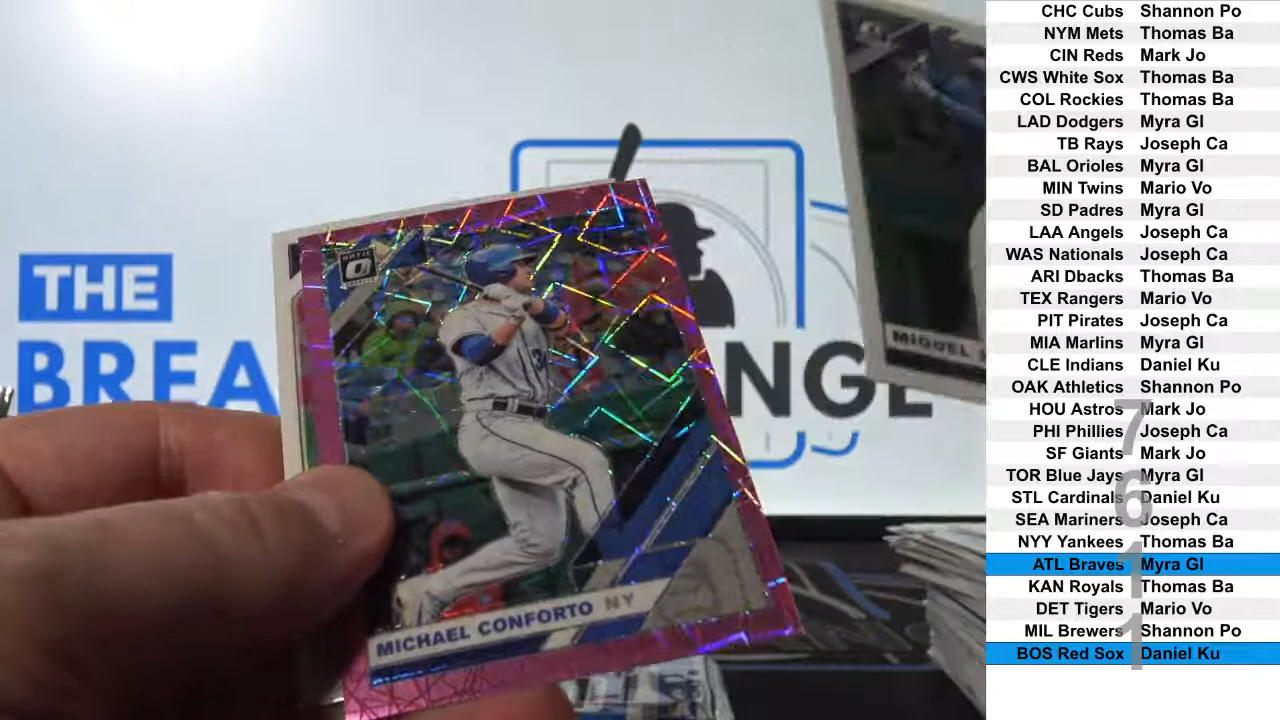 THE
BREA
NGE
MIGUEL
OPTIC
MICHAEL CONFORTO NY
CHC Cubs Shannon Po
NYM Mets Thomas Ba
CIN Reds Mark Jo
CWS White Sox Thomas Ba
COL Rockies Thomas Ba
LAD Dodgers Myra Gl
TB Rays Joseph Ca
BAL Orioles Myra Gl
MIN Twins Mario Vo
SD Padres Myra Gl
LAA Angels Joseph Ca
WAS Nationals Joseph Ca
ARI Dbacks Thomas Ba
TEX Rangers Mario Vo
PIT Pirates Joseph Ca
MIA Marlins Myra Gl
CLE Indians Daniel Ku
OAK Athletics Shannon Po
HOU Astros Mark Jo
PHI Phillies Joseph Ca
SF Giants Mark Jo
TOR Blue Jays Myra Gl
STL Cardinals Daniel Ku
SEA Mariners Joseph Ca
NYY Yankees Thomas Ba
ATL Braves Myra Gl
KAN Royals Thomas Ba
DET Tigers Mario Vo
MIL Brewers Shannon Po
BOS Red Sox Daniel Ku
7
6
1
1